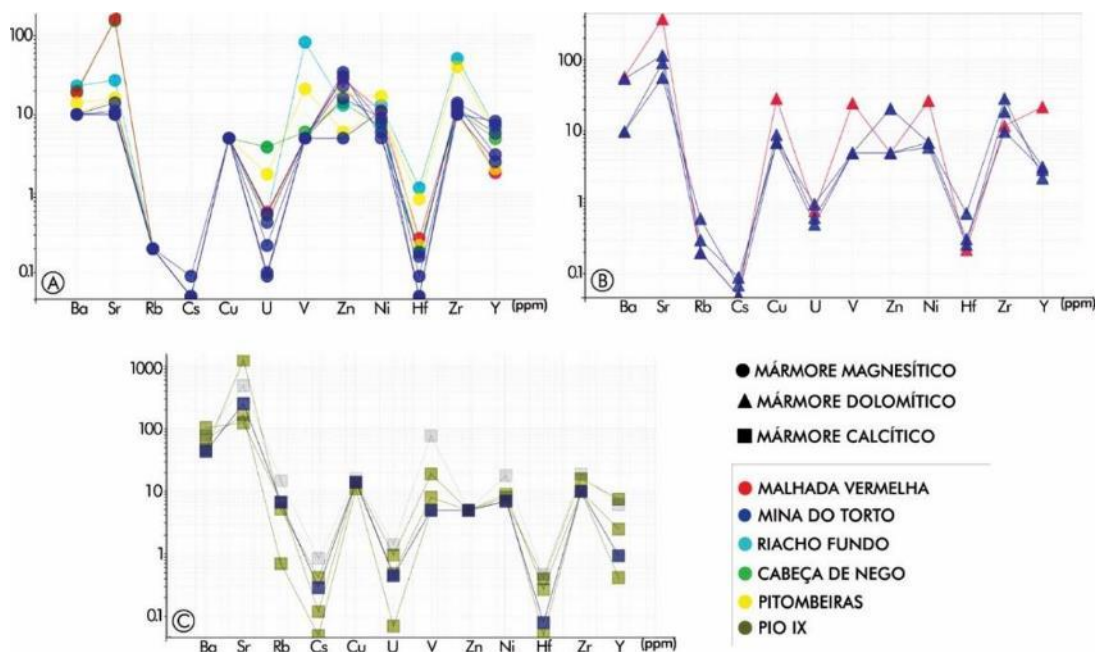 100
10
1
0.1
A
Ba Sr Rb Cs Cu U V Zn Ni Hf Zr Y (ppm)
100
10
1
0.1
B
Ba Sr Rb Cs Cu U V Zn Ni Hf Zr Y (ppm)
1000
100
10
1
0.1
C
Ba Sr Rb Cs Cu U V Zn Ni Hf Zr Y (ppm)
MÁRMORE MAGNESÍTICO
MÁRMORE DOLOMÍTICO
MÁRMORE CALCÍTICO
MALHADA VERMELHA
MINA DO TORTO
RIACHO FUNDO
CABEÇA DE NEGO
PITOMBEIRAS
PIO IX